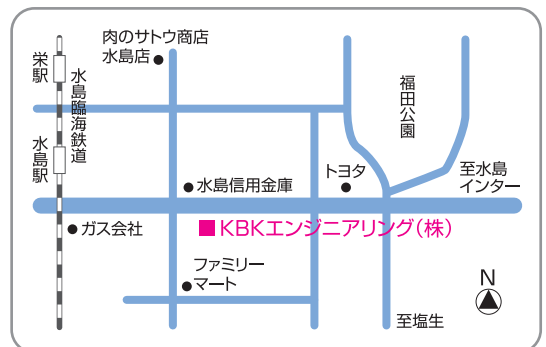 肉のサトウ商店
水島店
栄駅
水島臨海鉄道
福田公園
水島駅
水島信用金庫
トヨタ
至水島
インター
ガス会社
■KBKエンジニアリング(株)
ファミリー
マート
N
至塩生